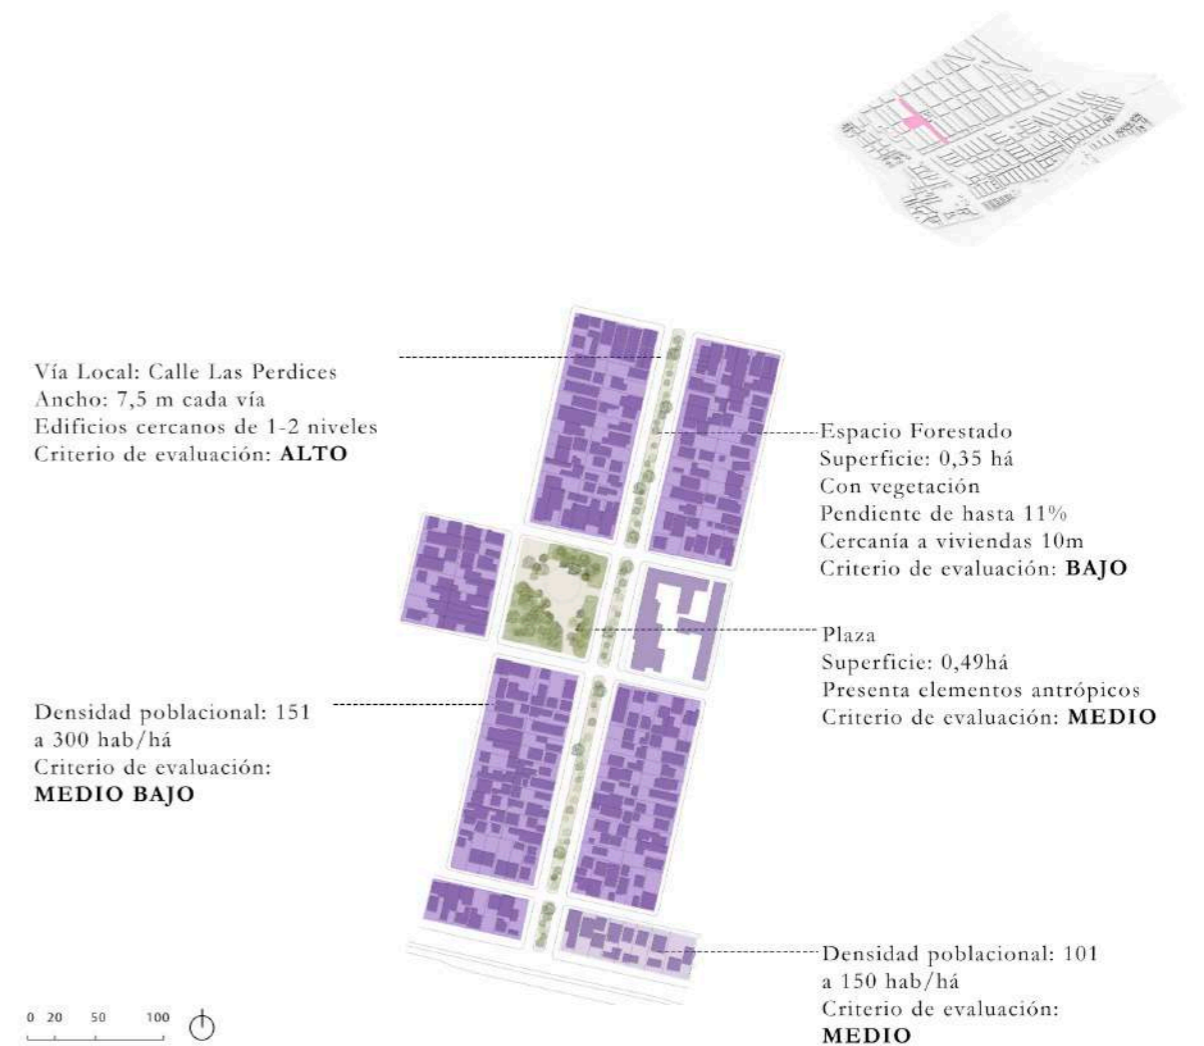 Vía Local: Calle Las Perdices
Ancho: 7,5 m cada vía
Edificios cercanos de 1-2 niveles
Criterio de evaluación: ALTO
Espacio Forestado
Superficie: 0,35 há
Con vegetación
Pendiente de hasta 11%
Cercanía a viviendas 10m
Criterio de evaluación: BAJO
Plaza
Superficie: 0,49há
Presenta elementos antrópicos
Criterio de evaluación: MEDIO
Densidad poblacional: 151
a 300 hab/há
Criterio de evaluación:
MEDIO BAJO
Densidad poblacional: 101
a 150 hab/há
Criterio de evaluación:
MEDIO
0 20 50 100